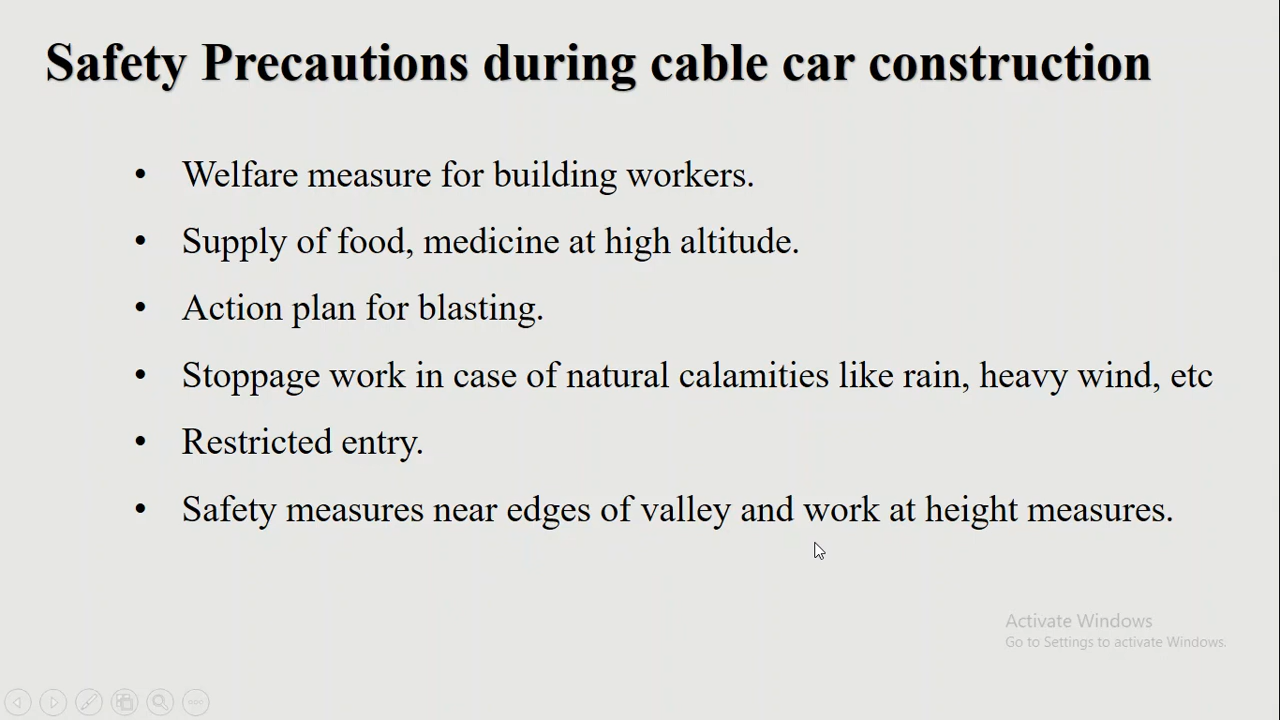 Safety Precautions during cable car construction
• Welfare measure for building workers.
• Supply of food, medicine at high altitude.
• Action plan for blasting.
• Stoppage work in case of natural calamities like rain, heavy wind, etc
• Restricted entry.
• Safety measures near edges of valley and work at height measures.
Activate Windows
Go to Settings to activate Windows.